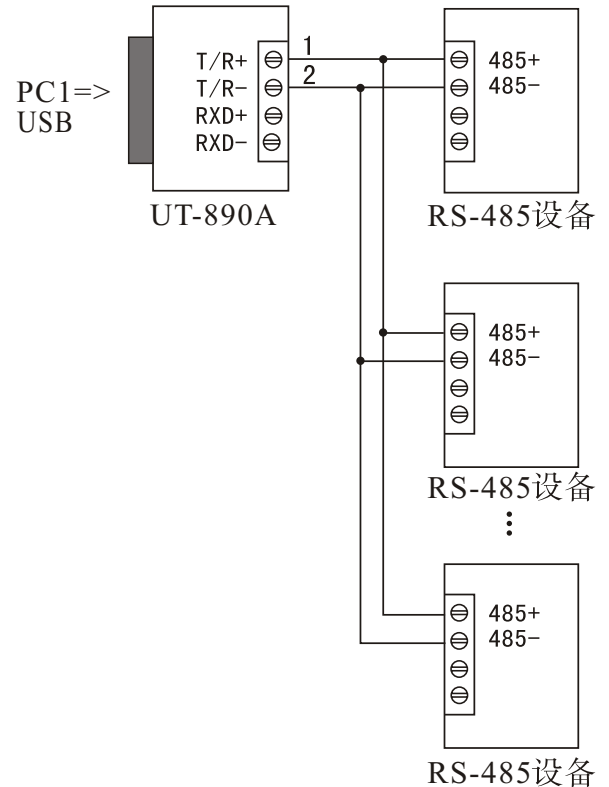 PC1=>
USB
T/R+
T/R-
RXD+
RXD-
1
2
UT-890A
485+
485-
RS-485设备
485+
485-
RS-485设备
485+
485-
RS-485设备